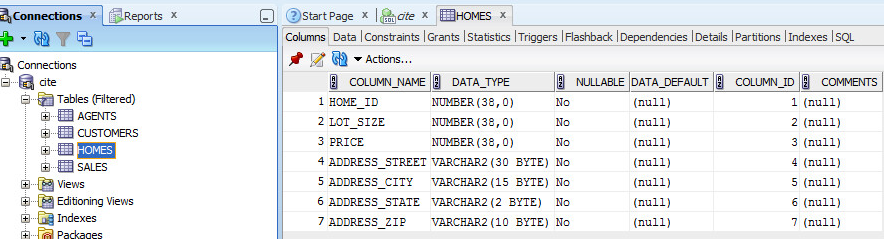 Connections Reports
Start Page cite HOMES
Columns Data Constraints Grants Statistics Triggers Flashback Dependencies Details Partitions Indexes SQL
Actions...
Connections
cite
Tables (Filtered)
AGENTS
CUSTOMERS
HOMES
SALES
Views
Editioning Views
Indexes
Packages
COLUMN_NAME DATA_TYPE NULLABLE DATA_DEFAULT COLUMN_ID COMMENTS
1 HOME_ID NUMBER(38,0) No (null) 1 (null)
2 LOT_SIZE NUMBER(38,0) No (null) 2 (null)
3 PRICE NUMBER(38,0) No (null) 3 (null)
4 ADDRESS_STREET VARCHAR2(30 BYTE) No (null) 4 (null)
5 ADDRESS_CITY VARCHAR2(15 BYTE) No (null) 5 (null)
6 ADDRESS_STATE VARCHAR2(2 BYTE) No (null) 6 (null)
7 ADDRESS_ZIP VARCHAR2(10 BYTE) No (null) 7 (null)